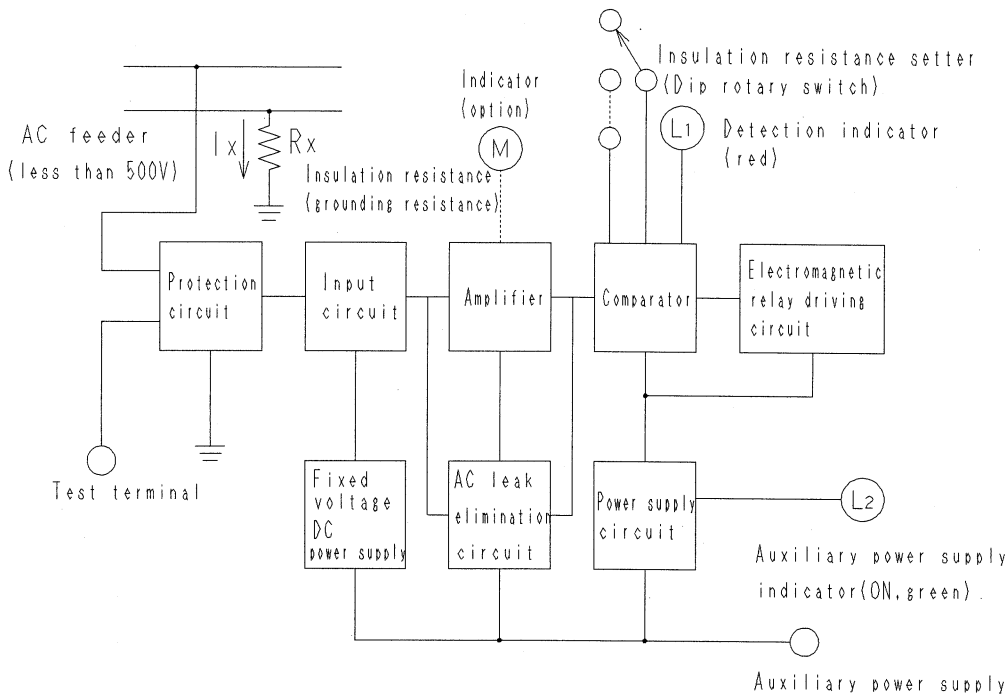 Insulation resistance setter
(Dip rotary switch)
Indicator
(option)
M
L1
Detection indicator
(red)
AC feeder
(less than 500V)
Ix
Rx
Insulation resistance
(grounding resistance)
Protection
circuit
Input
circuit
Amplifier
Comparator
Electromagnetic
relay driving
circuit
Test terminal
Fixed
voltage
DC
power supply
AC leak
elimination
circuit
Power supply
circuit
L2
Auxiliary power supply
indicator(ON,green).
Auxiliary power supply